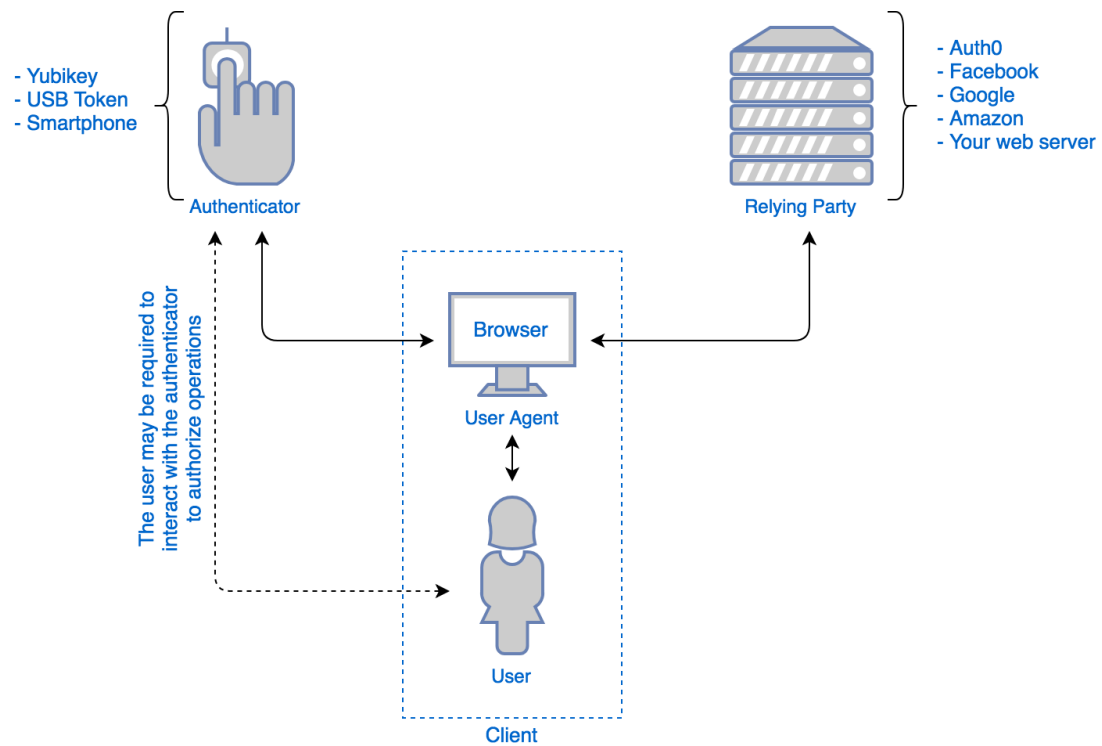 - Yubikey
- USB Token
- Smartphone
Authenticator
- Auth0
- Facebook
- Google
- Amazon
- Your web server
Relying Party
The user may be required to
interact with the authenticator
to authorize operations
Browser
User Agent
User
Client